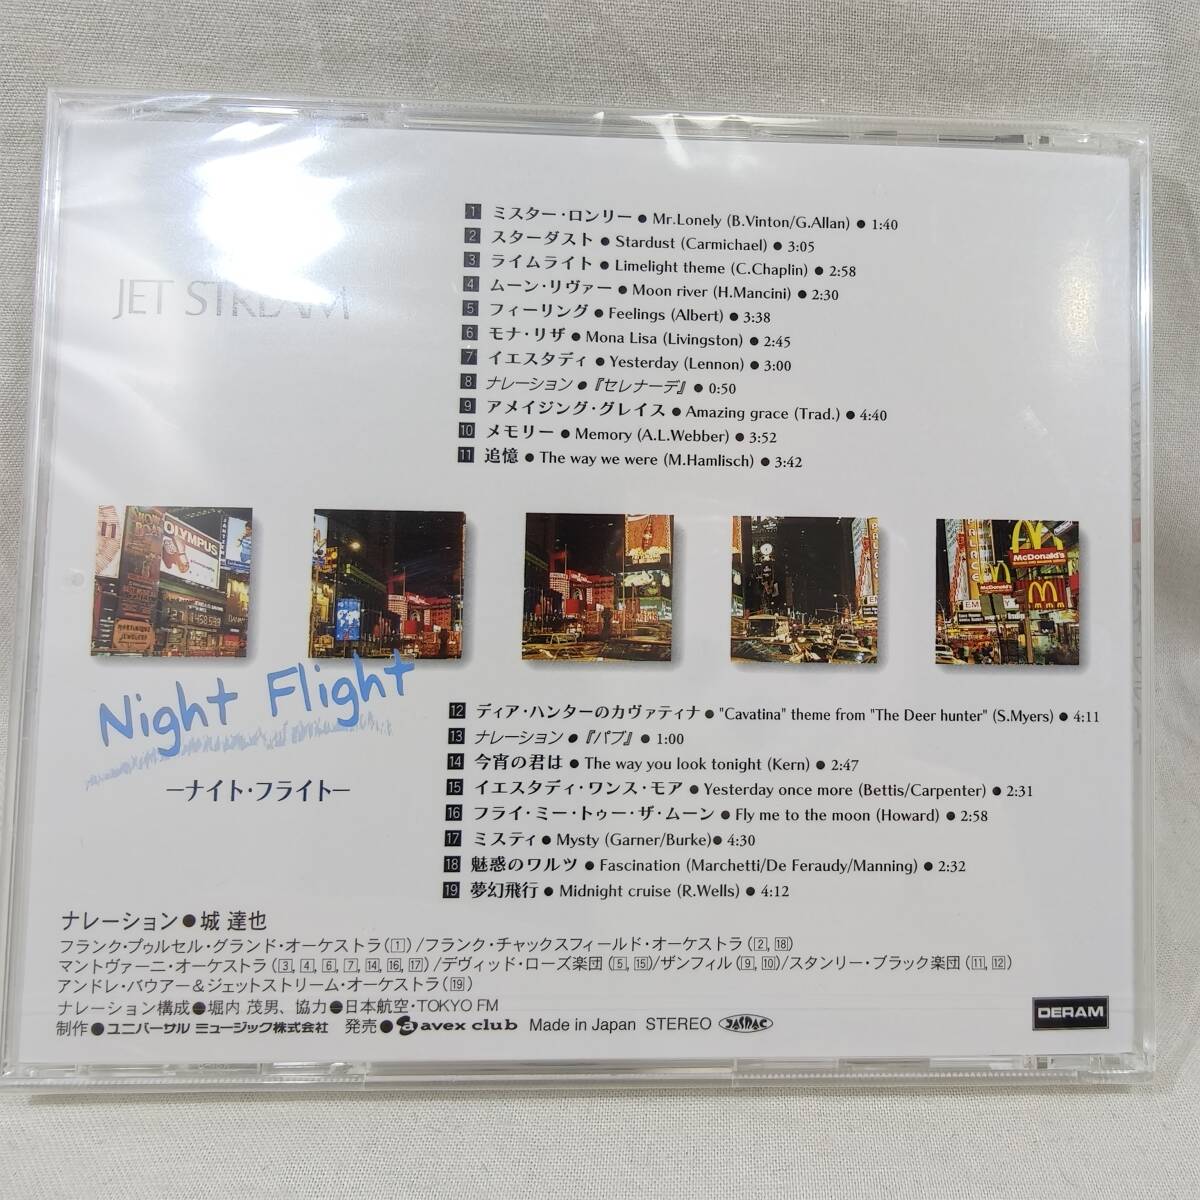 JET STREAM
1 ミスター・ロンリー ● Mr.Lonely (B.Vinton/G.Allan) ● 1:40
2 スターダスト ● Stardust (Carmichael) ● 3:05
3 ライムライト ● Limelight theme (C.Chaplin) ● 2:58
4 ムーン・リヴァー ● Moon river (H.Mancini) ● 2:30
5 フィーリング ● Feelings (Albert) ● 3:38
6 モナ・リザ ● Mona Lisa (Livingston) ● 2:45
7 イエスタディ ● Yesterday (Lennon) ● 3:00
8 ナレーション ● 『セレナーデ』 ● 0:50
9 アメイジング・グレイス ● Amazing grace (Trad.) ● 4:40
10 メモリー ● Memory (A.L.Webber) ● 3:52
11 追憶 ● The way we were (M.Hamlisch) ● 3:42
OLYMPUS
McDonald's
Night Flight
ーナイト・フライトー
12 ディア・ハンターのカヴァティナ ● "Cavatina" theme from "The Deer hunter" (S.Myers) ● 4:11
13 ナレーション ● 『パブ』 ● 1:00
14 今宵の君は ● The way you look tonight (Kern) ● 2:47
15 イエスタディ・ワンス・モア ● Yesterday once more (Bettis/Carpenter) ● 2:31
16 フライ・ミー・トゥー・ザ・ムーン ● Fly me to the moon (Howard) ● 2:58
17 ミスティ ● Mysty (Garner/Burke)● 4:30
18 魅惑のワルツ ● Fascination (Marchetti/De Feraudy/Manning) ● 2:32
19 夢幻飛行 ● Midnight cruise (R.Wells) ● 4:12
ナレーション●城 達也
フランク・プゥルセル・グランド・オーケストラ(1)/フランク・チャックスフィールド・オーケストラ(2, 18)
マントヴァーニ・オーケストラ(3, 4, 6, 7, 14, 16, 17)/デヴィッド・ローズ楽団(5, 15)/ザンフィル(9, 10)/スタンリー・ブラック楽団(11, 12)
アンドレ・バウアー&ジェットストリーム・オーケストラ(19)
ナレーション構成●堀内 茂男、協力●日本航空・TOKYO FM
制作●ユニバーサル ミュージック株式会社 発売●avex club Made in Japan STEREO JASRAC
DERAM